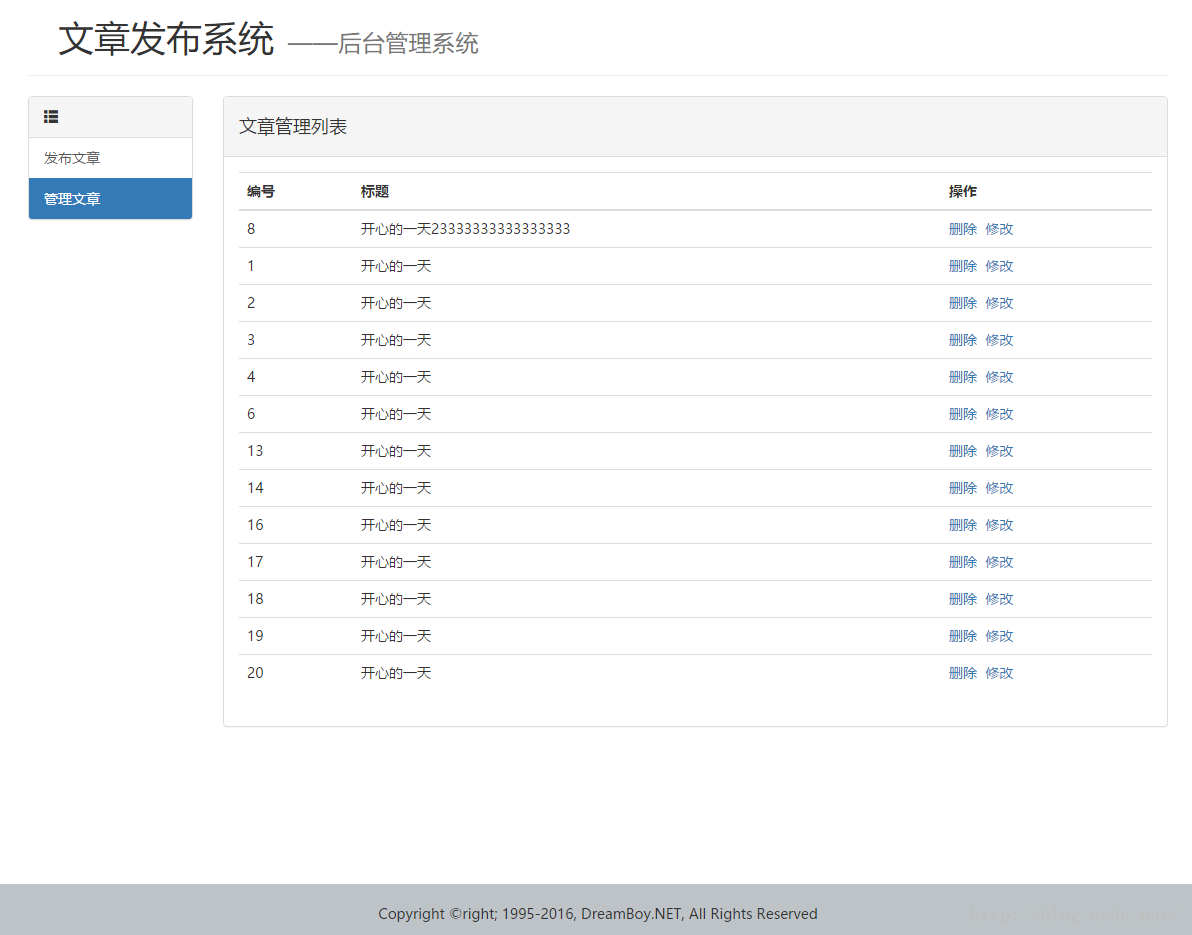 文章发布系统 ——后台管理系统
发布文章
管理文章
文章管理列表
编号 标题 操作
8 开心的一天23333333333333333 删除 修改
1 开心的一天 删除 修改
2 开心的一天 删除 修改
3 开心的一天 删除 修改
4 开心的一天 删除 修改
6 开心的一天 删除 修改
13 开心的一天 删除 修改
14 开心的一天 删除 修改
16 开心的一天 删除 修改
17 开心的一天 删除 修改
18 开心的一天 删除 修改
19 开心的一天 删除 修改
20 开心的一天 删除 修改
Copyright ©right; 1995-2016, DreamBoy.NET, All Rights Reserved
http://blog.csdn.net/